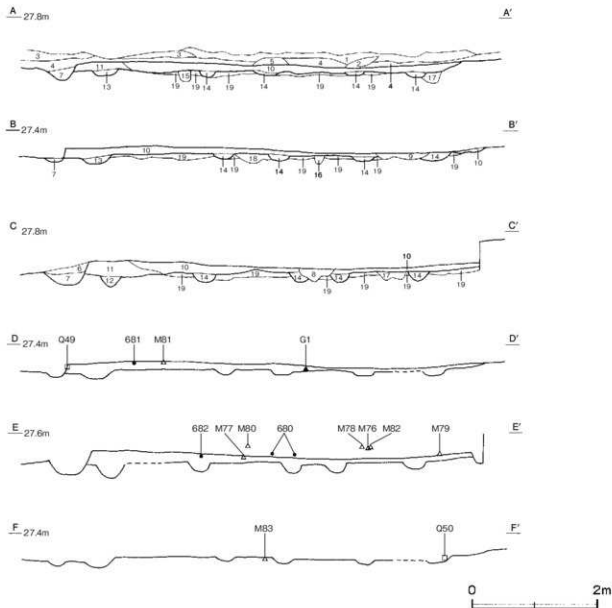 A A′
27.8m
3 3 5 4 1 2
4 11 10
7 13 19 15 19 14 19 14 19 14 19 4 14 17
B B′
27.4m
10
13 19 18 9 14
7 14 19 14 19 16 19 14 19 19 10
C C′
27.8m
10
6 11 10
7 12 14 19 14 8 14 17 14
19 19 19 19 19 19
D D′
27.4m
Q49 681 M81 G1
E E′
27.6m
682 M77 M80 680 M78 M76 M82 M79
F F′
27.4m
M83 Q50
0 2m